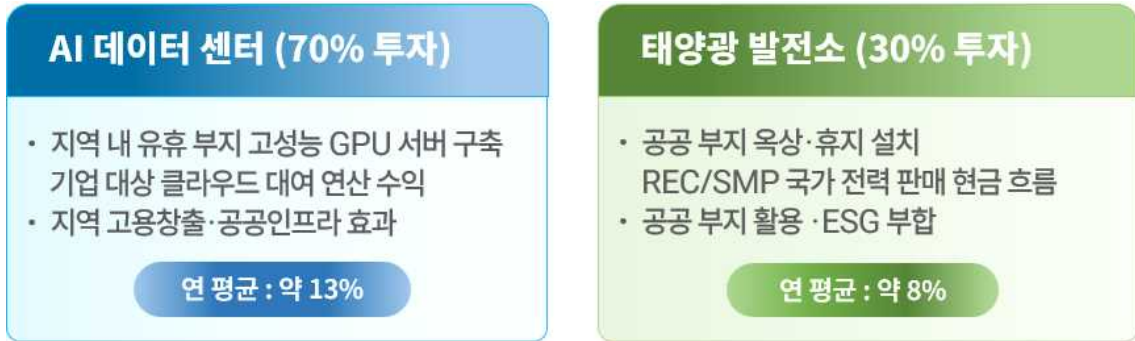 AI 데이터 센터 (70% 투자)
· 지역 내 유휴 부지 고성능 GPU 서버 구축
기업 대상 클라우드 대여 연산 수익
· 지역 고용창출·공공인프라 효과
연 평균 : 약 13%
태양광 발전소 (30% 투자)
· 공공 부지 옥상·휴지 설치
REC/SMP 국가 전력 판매 현금 흐름
· 공공 부지 활용 ·ESG 부합
연 평균 : 약 8%